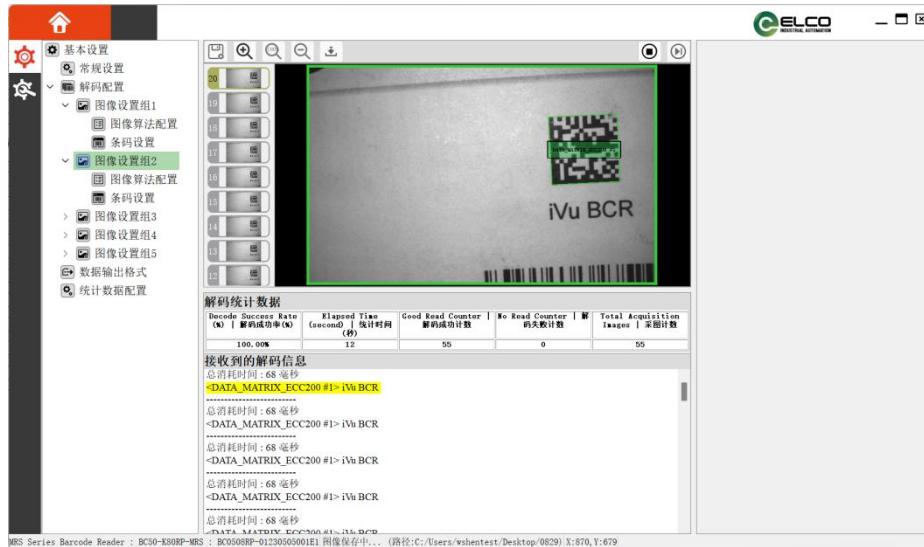 ELCO
INDUSTRIAL AUTOMATION
基本设置
常规设置
解码配置
图像设置组1
图像算法配置
条码设置
图像设置组2
图像算法配置
条码设置
图像设置组3
图像设置组4
图像设置组5
数据输出格式
统计数据配置
20
19
18
17
16
15
14
13
12
iVu BCR
解码统计数据
Decode Success Rate (%) | 解码成功率(%)
Elapsed Time (second) | 统计时间(秒)
Good Read Counter | 解码成功计数
No Read Counter | 解码失败计数
Total Acquisition Images | 采图计数
100.00% 12 55 0 55
接收到的解码信息
总消耗时间 : 68 毫秒
<DATA_MATRIX_ECC200 #1> iVu BCR
-------------------------
总消耗时间 : 68 毫秒
<DATA_MATRIX_ECC200 #1> iVu BCR
-------------------------
总消耗时间 : 68 毫秒
<DATA_MATRIX_ECC200 #1> iVu BCR
-------------------------
总消耗时间 : 68 毫秒
<DATA_MATRIX_ECC200 #1> iVu BCR
-------------------------
总消耗时间 : 68 毫秒
<DATA_MATRIX_ECC200 #1> iVu BCR
MRS Series Barcode Reader : BC50-K80RP-MRS : BC0508RP-01230505001E1 图像保存中... (路径:C:/Users/wshentest/Desktop/0829) X:870,Y:679